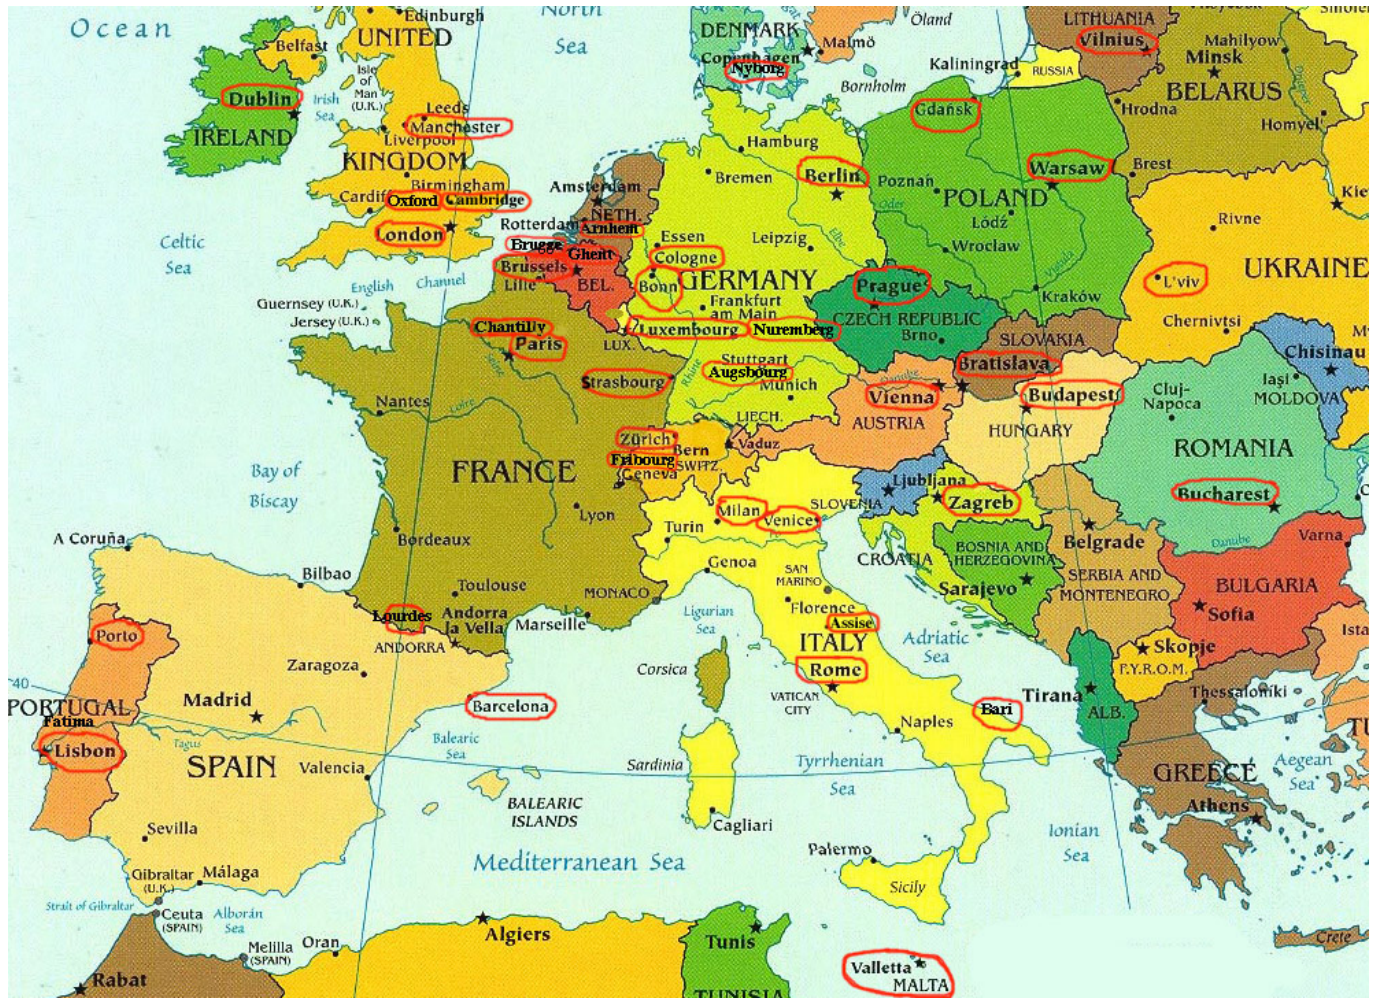 Ocean
North
Sea
Edinburgh
UNITED
KINGDOM
Belfast
Isle
of
Man
(U.K.)
Irish
Sea
Dublin
IRELAND
Leeds
Manchester
Liverpool
Birmingham
Cardiff
Oxford
Cambridge
London
Celtic
Sea
English Channel
Guernsey (U.K.)
Jersey (U.K.)
DENMARK
Copenhagen
Nyborg
Malmö
Öland
Bornholm
Kaliningrad
RUSSIA
LITHUANIA
Vilnius
Mahilyow
Minsk
BELARUS
Hrodna
Homyel'
Brest
Gdańsk
Warsaw
Poznań
POLAND
Łódź
Wrocław
Kraków
Oder
Vistula
Hamburg
Bremen
Berlin
Leipzig
Elbe
Essen
Cologne
Bonn
GERMANY
Frankfurt
am Main
Nuremberg
Stuttgart
Augsbourg
Munich
Rhine
Amsterdam
NETH.
Rotterdam
Arnhem
Brugge
Ghent
Brussels
BEL.
Lille
Luxembourg
LUX.
Chantilly
Paris
Seine
Strasbourg
Nantes
Loire
FRANCE
Lyon
Bordeaux
Toulouse
Lourdes
Marseille
MONACO
Andorra
la Vella
ANDORRA
Bay of
Biscay
Zürich
Bern
Fribourg
SWITZ.
Geneva
LIECH.
Vaduz
Prague
CZECH REPUBLIC
Brno
SLOVAKIA
Bratislava
Vienna
Danube
AUSTRIA
Budapest
HUNGARY
Rivne
UKRAINE
L'viv
Chernivtsi
Chisinau
Iaşi
MOLDOVA
Cluj-
Napoca
ROMANIA
Bucharest
Danube
Varna
BULGARIA
Sofia
Ljubljana
SLOVENIA
Zagreb
CROATIA
BOSNIA AND
HERZEGOVINA
Sarajevo
Belgrade
SERBIA AND
MONTENEGRO
Skopje
F.Y.R.O.M.
Tirana
ALB.
Thessaloniki
GREECE
Athens
Aegean
Sea
Ionian
Sea
Crete
Milan
Venice
Turin
Genoa
SAN
MARINO
Florence
Assise
ITALY
Rome
VATICAN
CITY
Naples
Bari
Adriatic
Sea
Ligurian
Sea
Corsica
Sardinia
Cagliari
Tyrrhenian
Sea
Palermo
Sicily
Valletta
MALTA
A Coruña
Bilbao
Porto
PORTUGAL
Fatima
Lisbon
Tagus
40
Zaragoza
Madrid
SPAIN
Barcelona
Valencia
Balearic
Sea
BALEARIC
ISLANDS
Sevilla
Málaga
Gibraltar
(U.K.)
Strait of Gibraltar
Ceuta
(SPAIN)
Alborán
Sea
Melilla
(SPAIN)
Mediterranean Sea
Oran
Algiers
Tunis
TUNISIA
Rabat